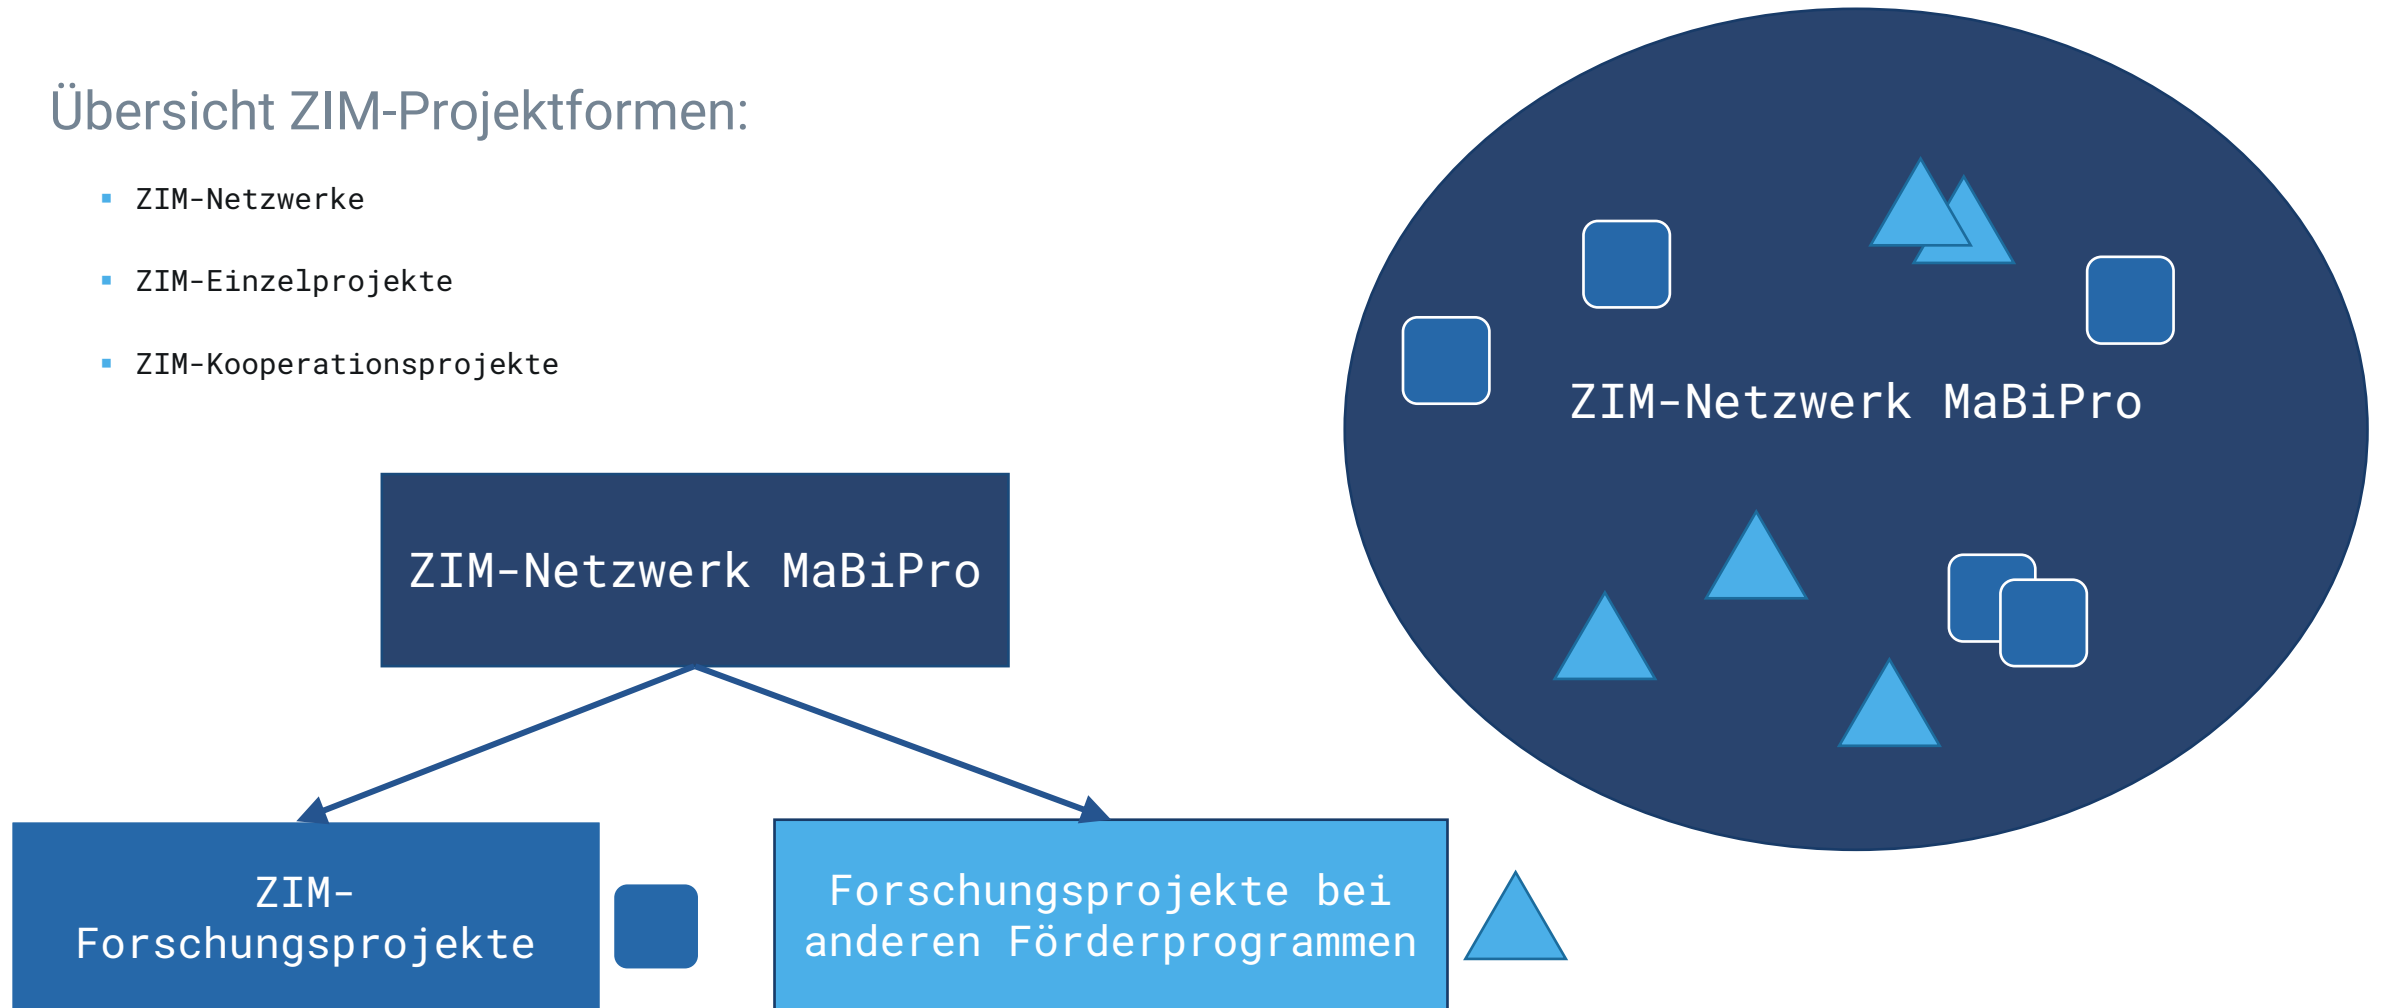 Übersicht ZIM-Projektformen:
ZIM-Netzwerke
ZIM-Einzelprojekte
ZIM-Kooperationsprojekte
ZIM-Netzwerk MaBiPro
ZIM-Netzwerk MaBiPro
ZIM-
Forschungsprojekte
Forschungsprojekte bei
anderen Förderprogrammen